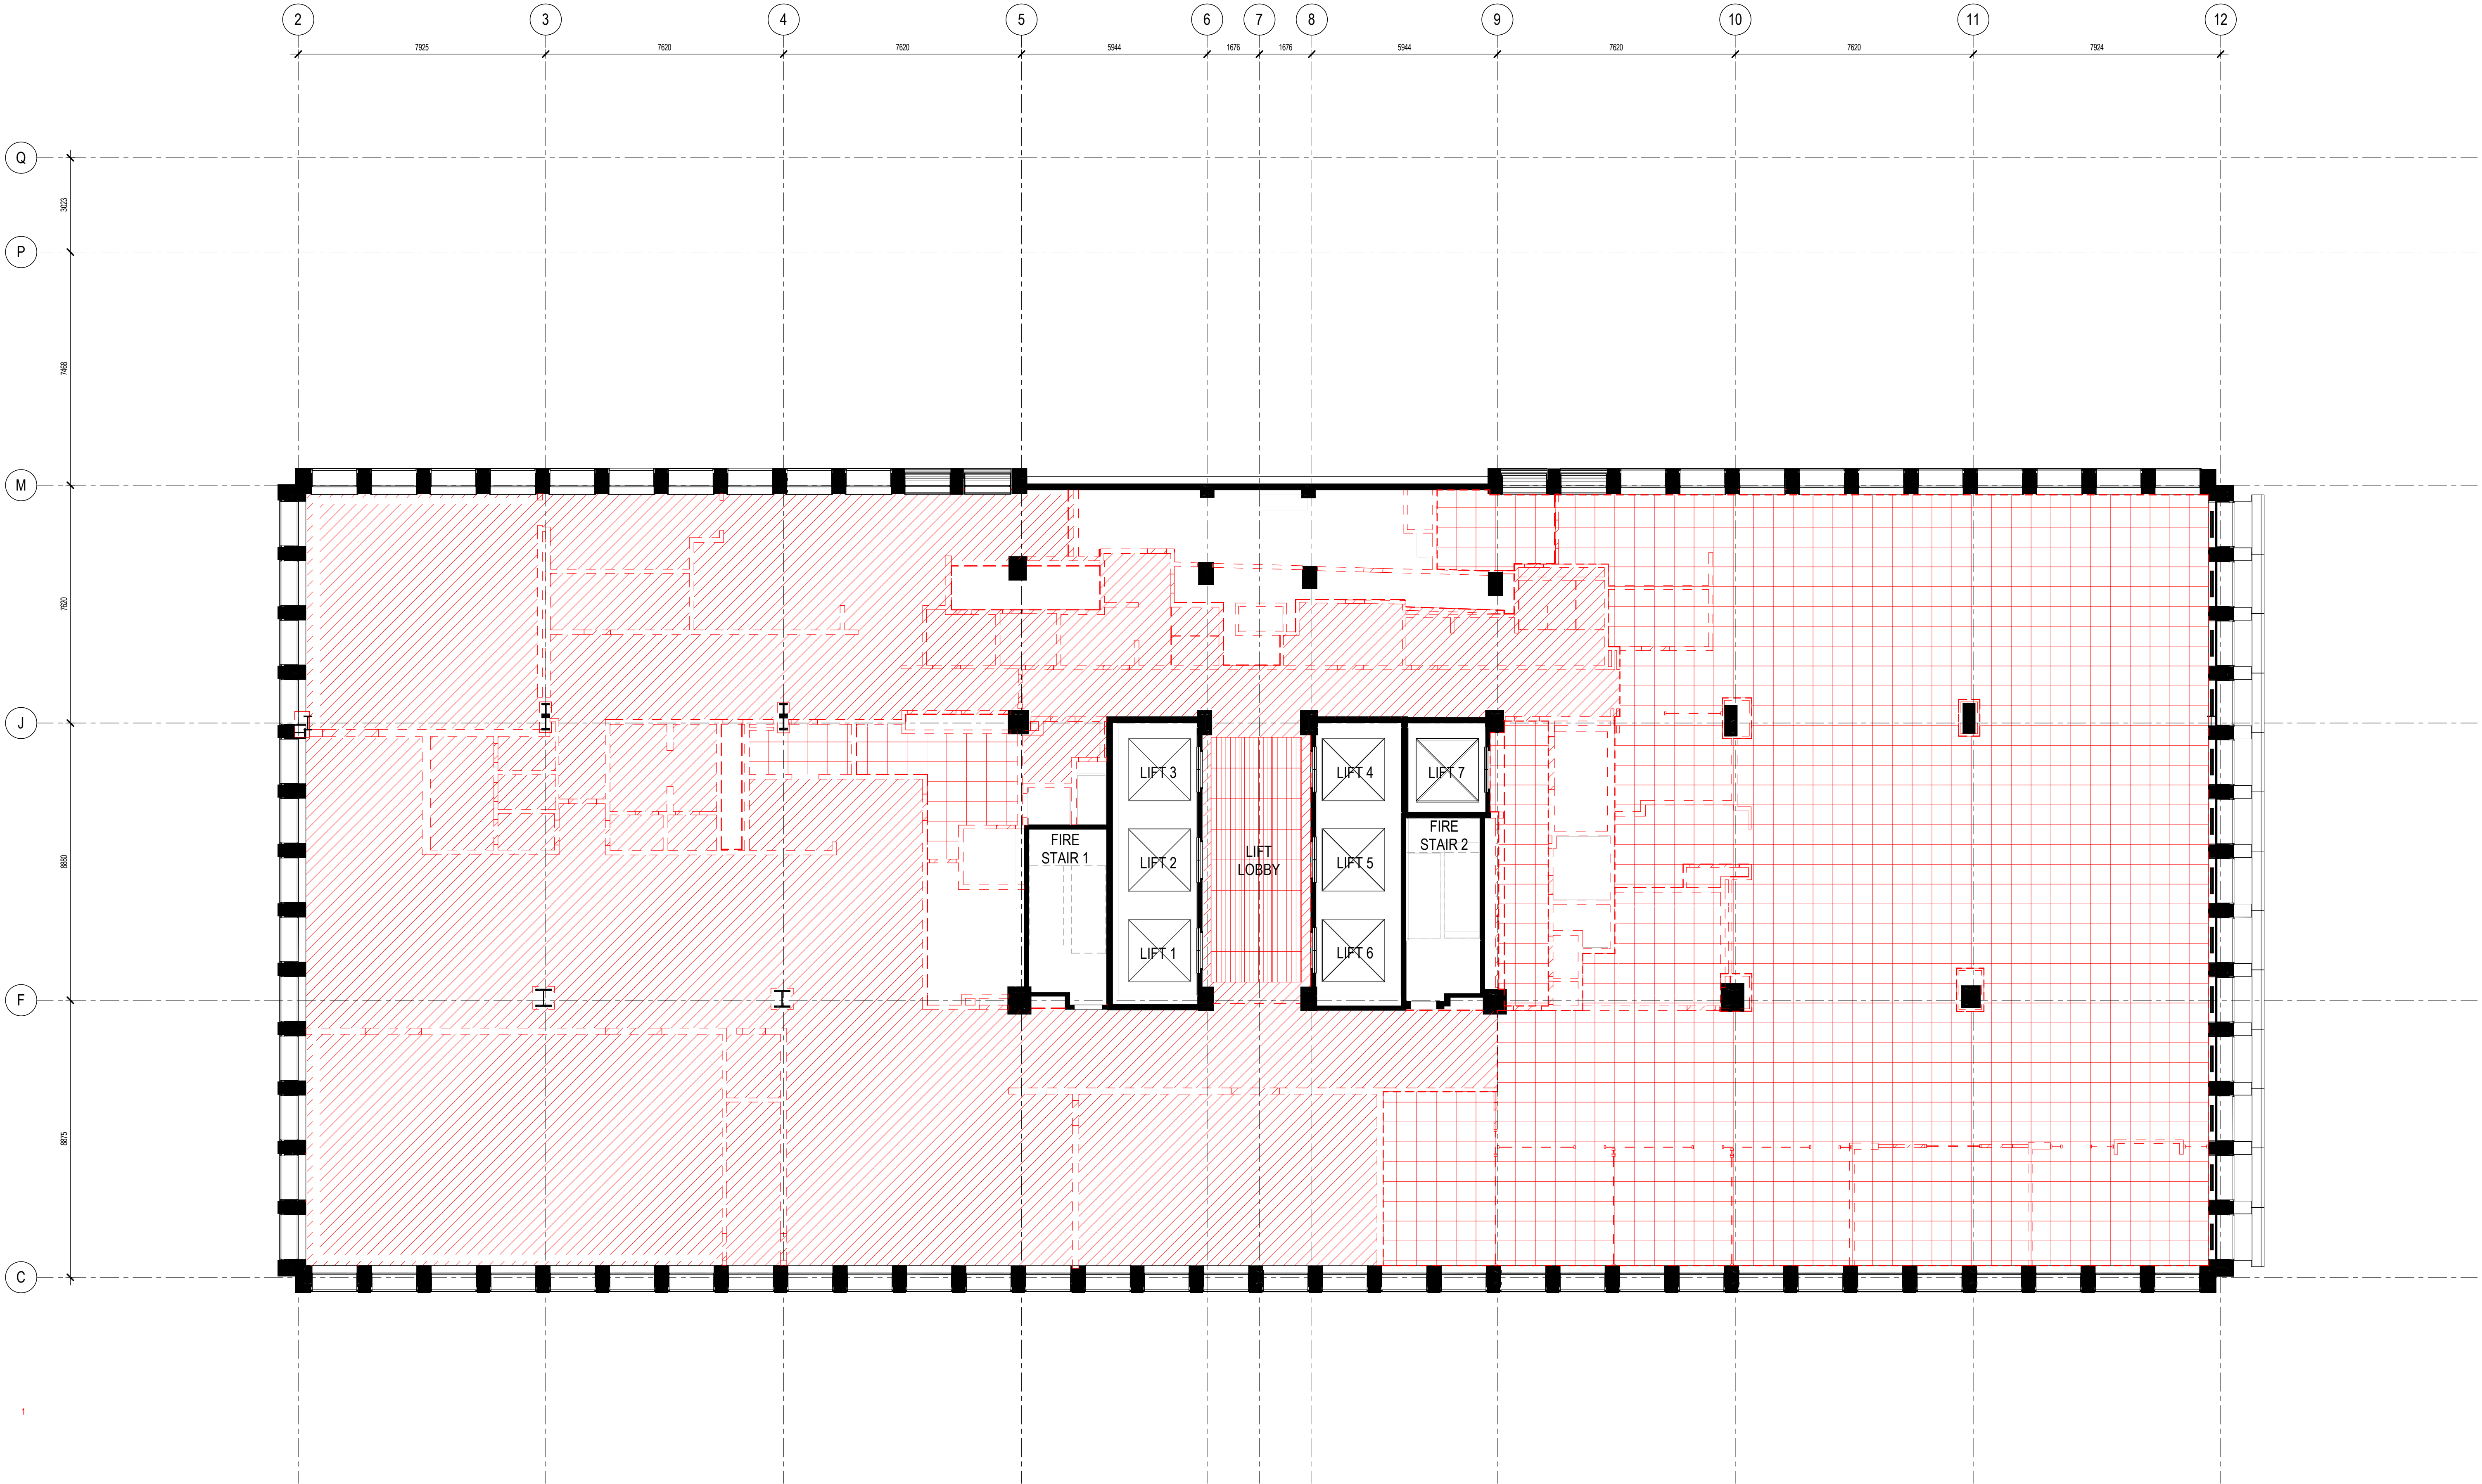 2 3 4 5 6 7 8 9 10 11 12
7925 7620 7620 5944 1676 1676 5944 7620 7620 7924
Q
3023
P
7468
M
7620
J
LIFT 3 LIFT 4 LIFT 7
FIRE
STAIR 1
FIRE
STAIR 2
8880
LIFT 2
LIFT
LOBBY
LIFT 5
LIFT 1 LIFT 6
F
8875
C
1